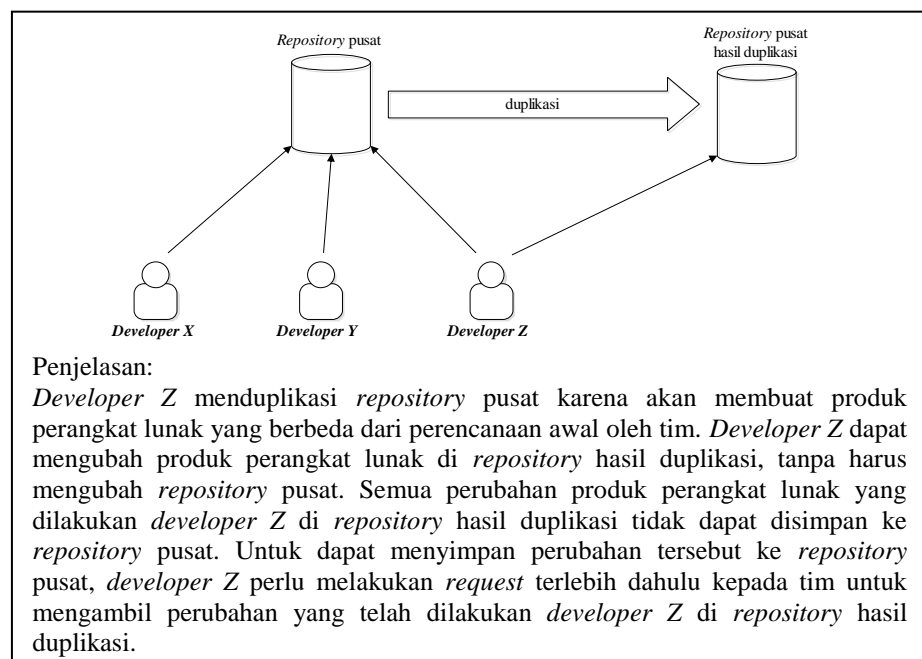 Repository pusat
Repository pusat
hasil duplikasi
duplikasi
Developer X
Developer Y
Developer Z
Penjelasan:
Developer Z menduplikasi repository pusat karena akan membuat produk
perangkat lunak yang berbeda dari perencanaan awal oleh tim. Developer Z dapat
mengubah produk perangkat lunak di repository hasil duplikasi, tanpa harus
mengubah repository pusat. Semua perubahan produk perangkat lunak yang
dilakukan developer Z di repository hasil duplikasi tidak dapat disimpan ke
repository pusat. Untuk dapat menyimpan perubahan tersebut ke repository
pusat, developer Z perlu melakukan request terlebih dahulu kepada tim untuk
mengambil perubahan yang telah dilakukan developer Z di repository hasil
duplikasi.